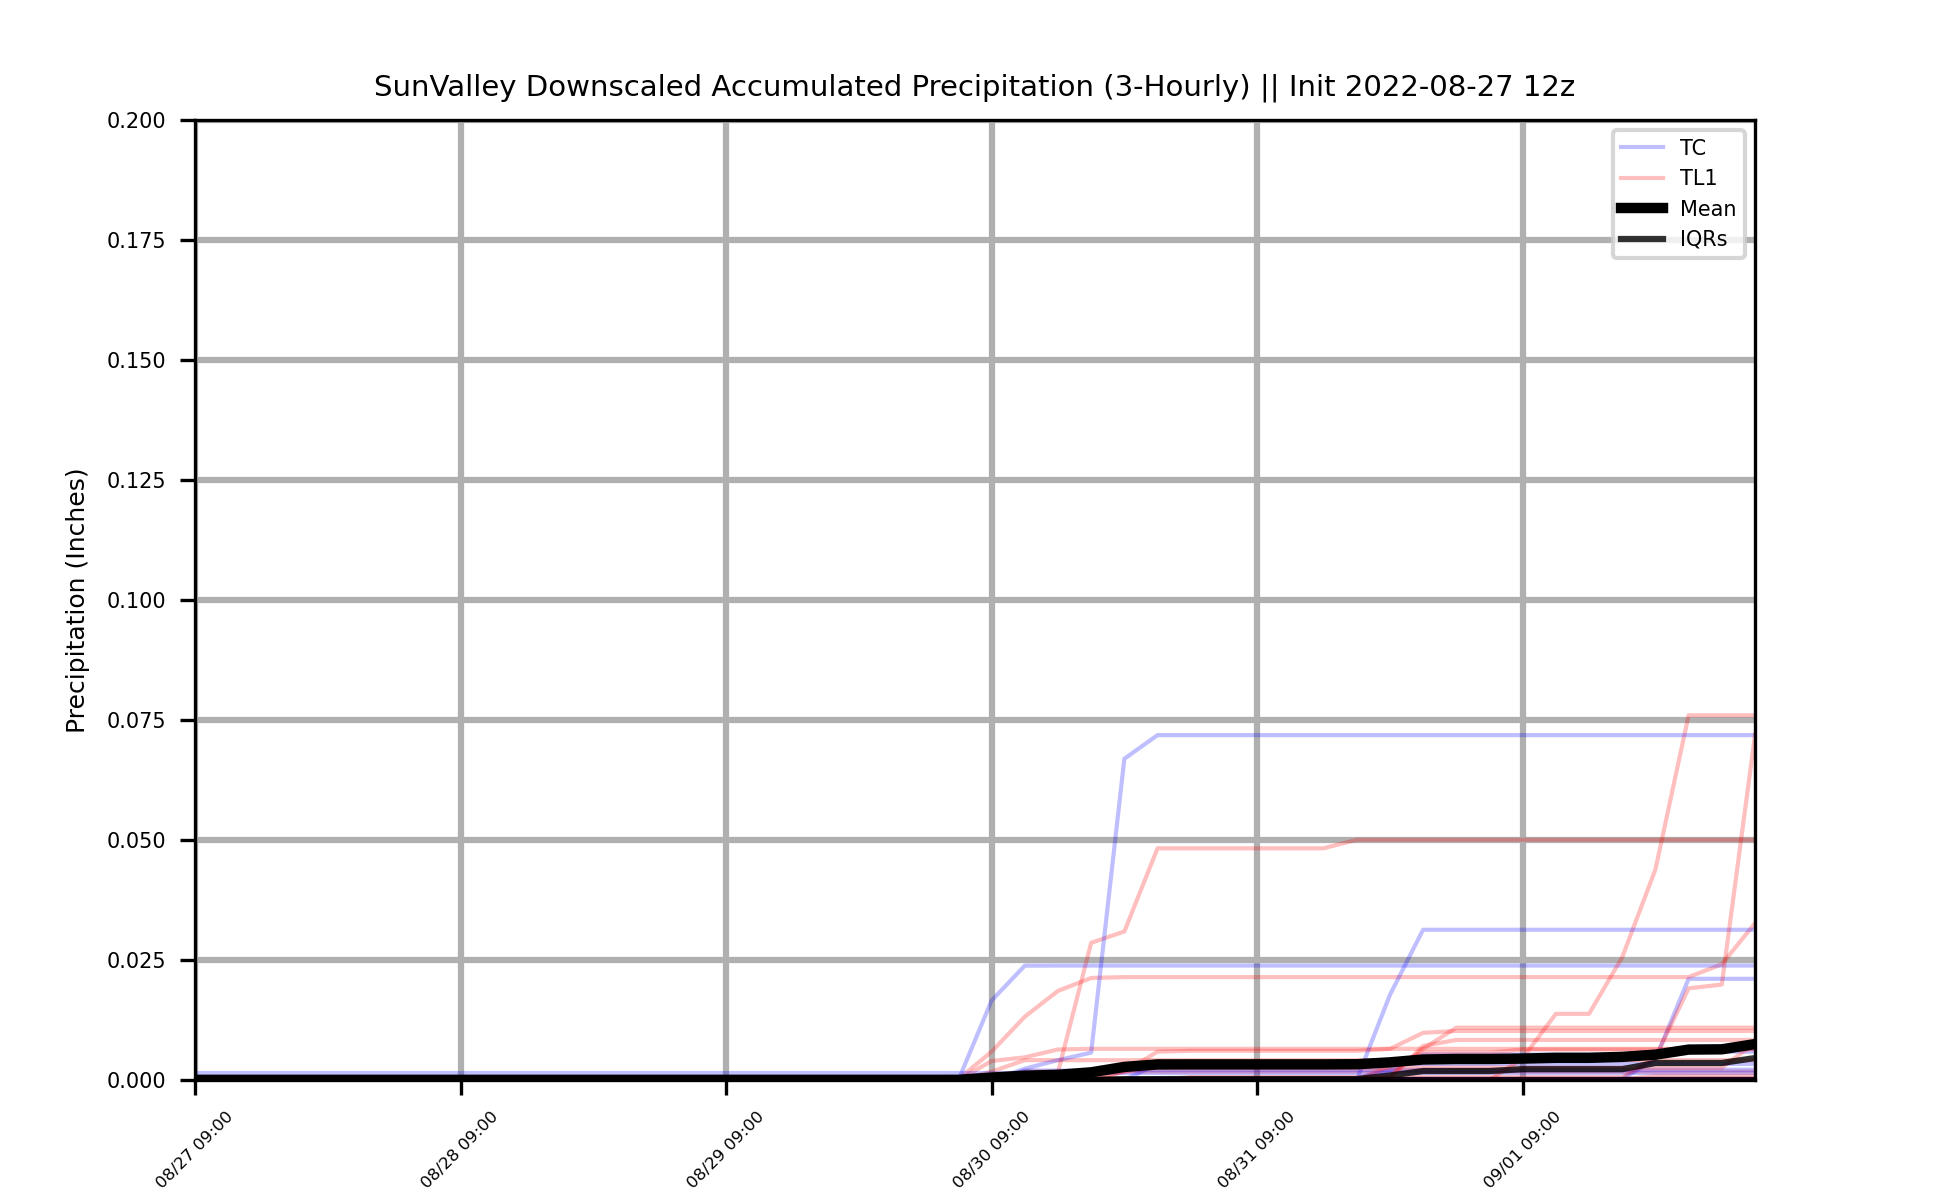 SunValley Downscaled Accumulated Precipitation (3-Hourly) || Init 2022-08-27 12z
TC
TL1
Mean
IQRs
Precipitation (Inches)
0.200
0.175
0.150
0.125
0.100
0.075
0.050
0.025
0.000
08/27 09:00
08/28 09:00
08/29 09:00
08/30 09:00
08/31 09:00
09/01 09:00